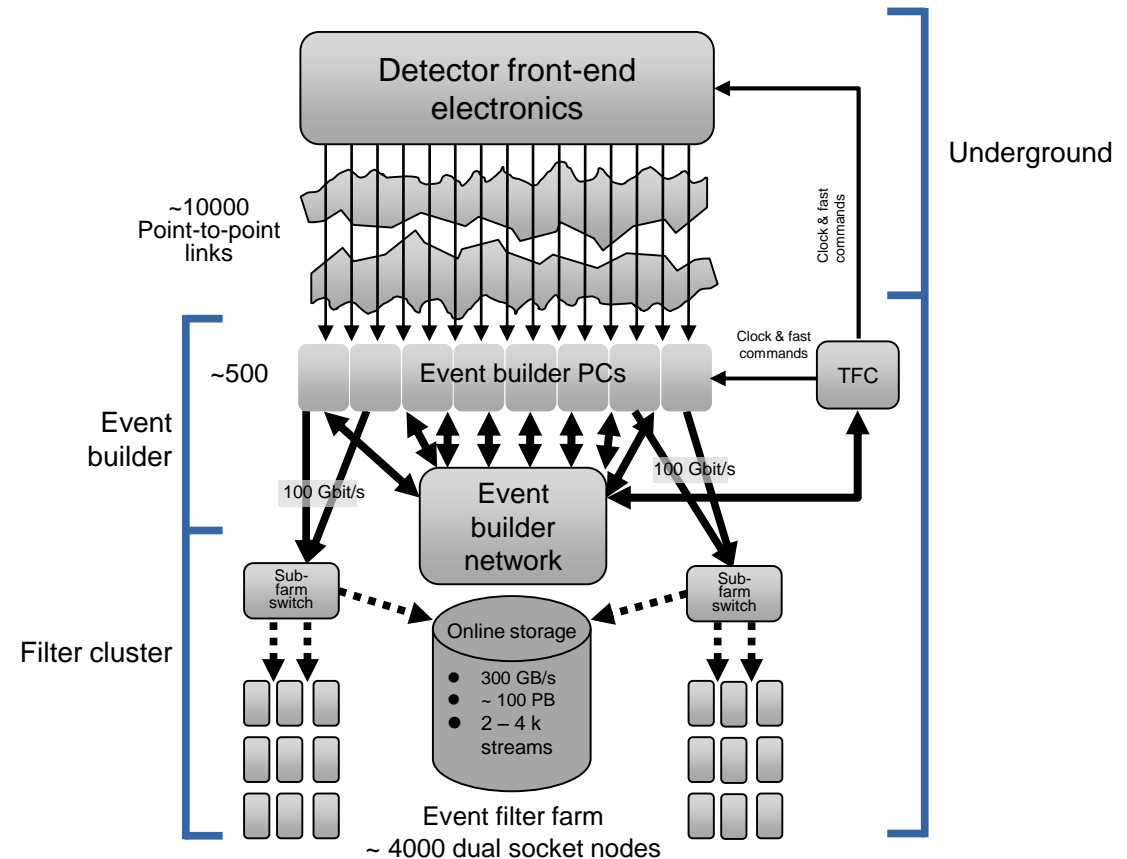 Detector front-end
electronics
Underground
~10000
Point-to-point
links
Clock & fast
commands
Clock & fast
commands
~500
Event builder PCs
TFC
Event
builder
100 Gbit/s
100 Gbit/s
Event
builder
network
Sub-
farm
switch
Sub-
farm
switch
Filter cluster
Online storage
● 300 GB/s
● ~ 100 PB
● 2 – 4 k
streams
Event filter farm
~ 4000 dual socket nodes